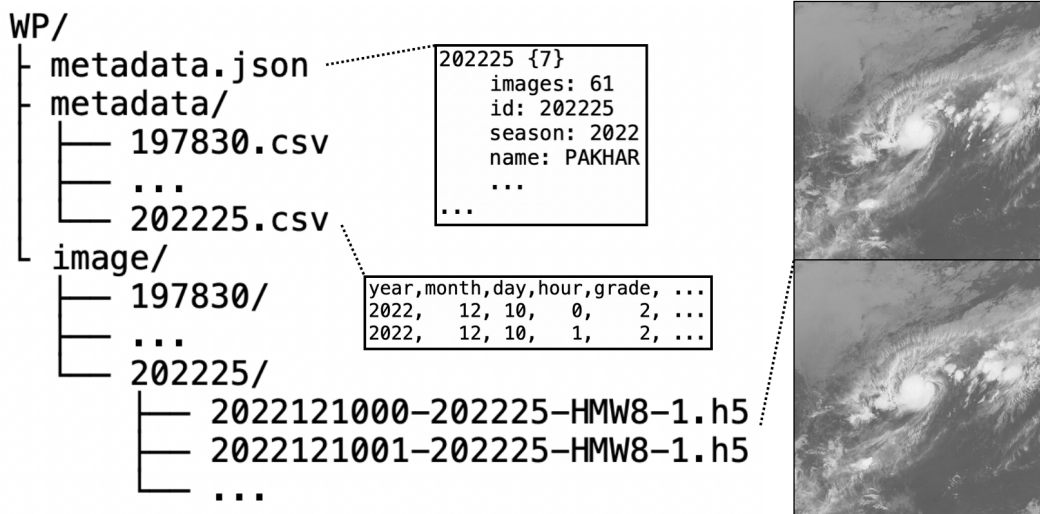 WP/
metadata.json
metadata/
197830.csv
...
202225.csv
image/
197830/
...
202225/
2022121000-202225-HMW8-1.h5
2022121001-202225-HMW8-1.h5
...
202225 {7}
images: 61
id: 202225
season: 2022
name: PAKHAR
...
...
year,month,day,hour,grade, ...
2022, 12, 10, 0, 2, ...
2022, 12, 10, 1, 2, ...